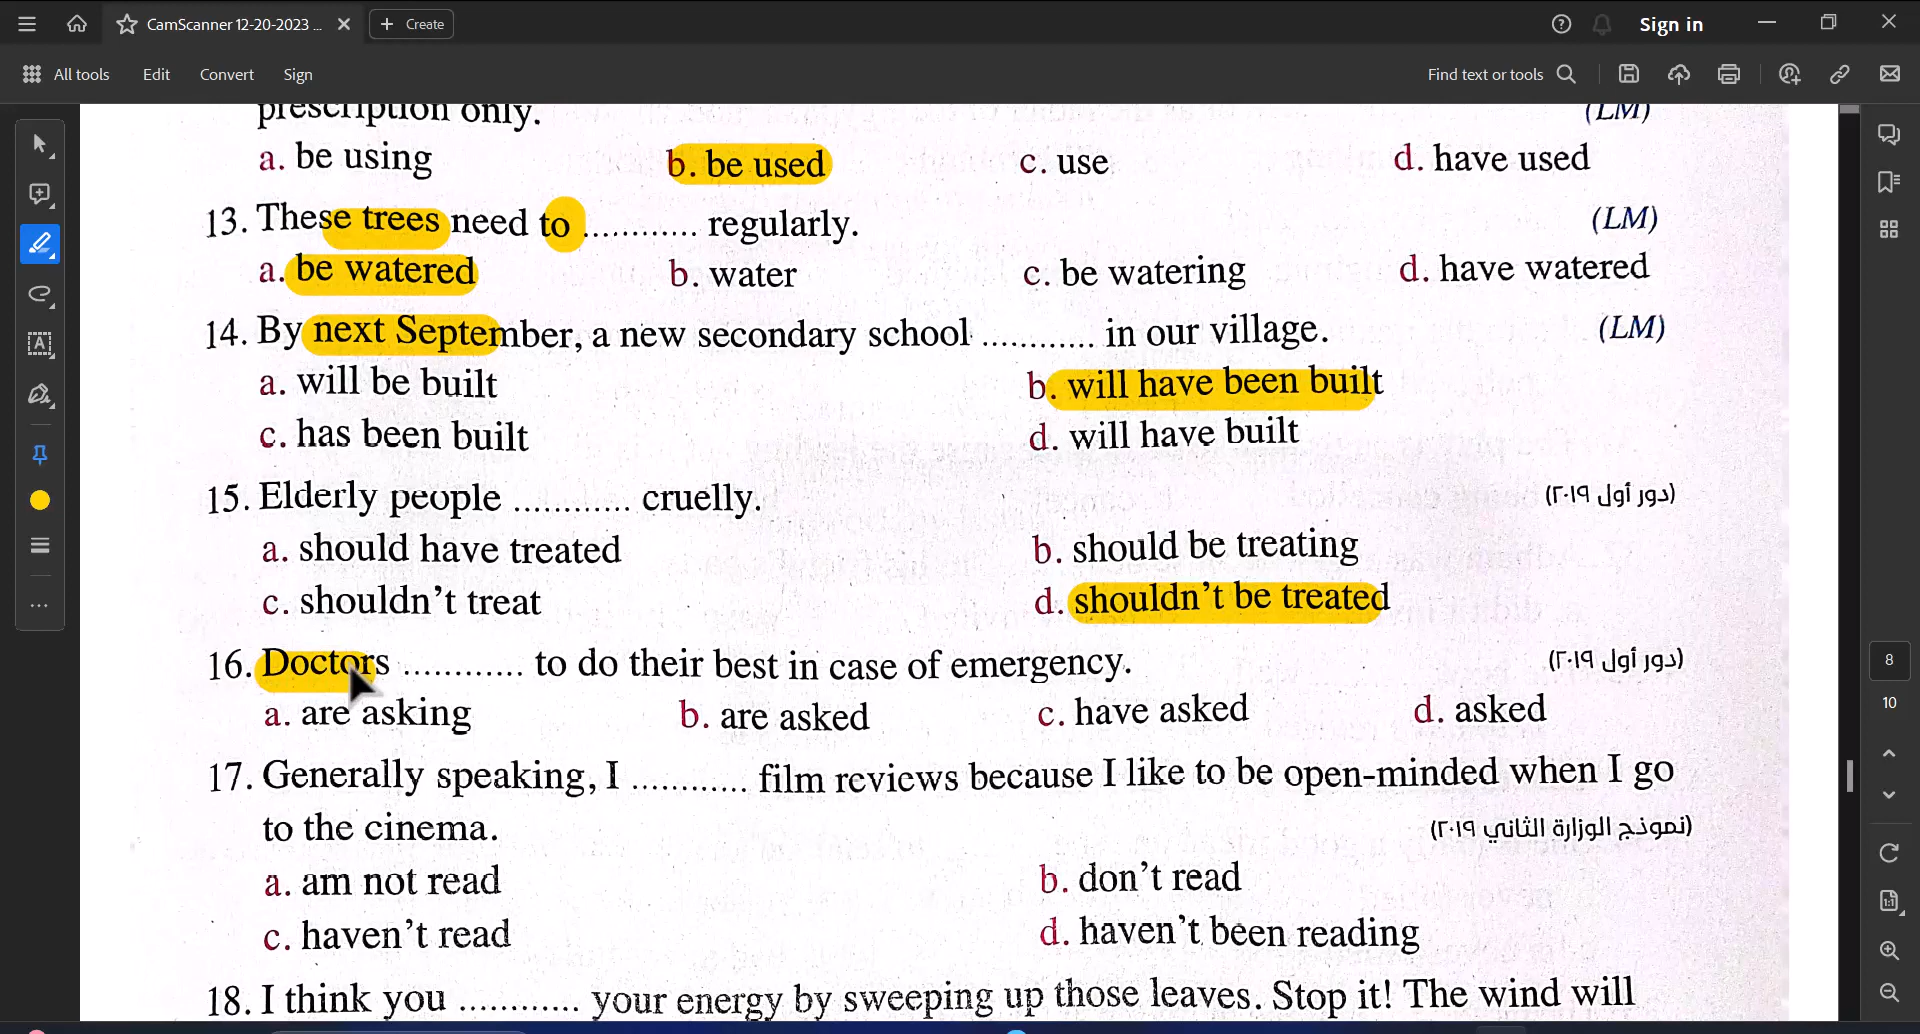 CamScanner 12-20-2023 ...
Create
Sign in
All tools
Edit
Convert
Sign
Find text or tools
prescription only. (LM)
a. be using b. be used c. use d. have used
13. These trees need to ............ regularly. (LM)
a. be watered b. water c. be watering d. have watered
14. By next September, a new secondary school ............ in our village. (LM)
a. will be built b. will have been built
c. has been built d. will have built
15. Elderly people ............ cruelly. (دور أول ٢٠١٩)
a. should have treated b. should be treating
c. shouldn't treat d. shouldn't be treated
16. Doctors ............ to do their best in case of emergency. (دور أول ٢٠١٩)
a. are asking b. are asked c. have asked d. asked
17. Generally speaking, I ............ film reviews because I like to be open-minded when I go
to the cinema. (نموذج الوزارة الثاني ٢٠١٩)
a. am not read b. don't read
c. haven't read d. haven't been reading
18. I think you ............ your energy by sweeping up those leaves. Stop it! The wind will
8
10